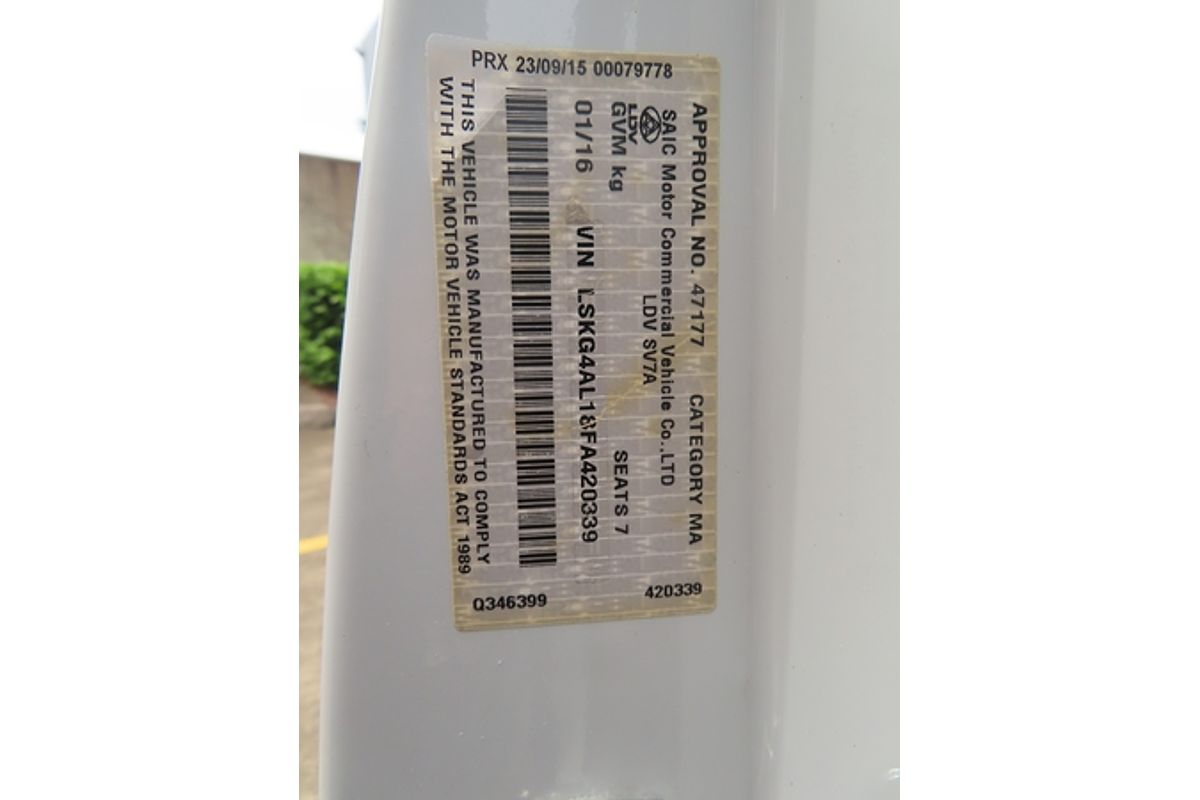 PRX 23/09/15 00079778
APPROVAL NO. 47177 CATEGORY MA
SAIC Motor Commercial Vehicle Co.,LTD
LDV
LDV SV7A
GVM kg SEATS 7
01/16 VIN LSKG4AL18FA420339
THIS VEHICLE WAS MANUFACTURED TO COMPLY
WITH THE MOTOR VEHICLE STANDARDS ACT 1989
Q346399
420339